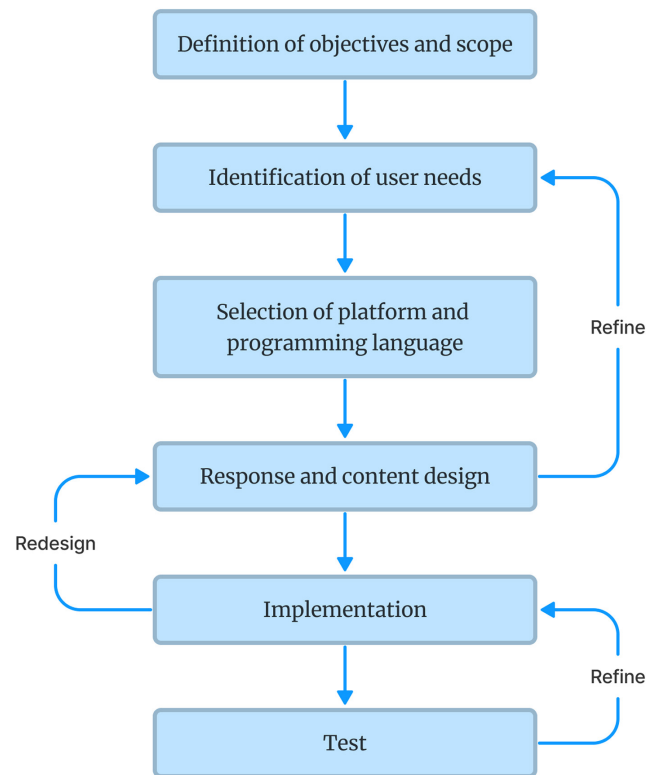 Definition of objectives and scope
Identification of user needs
Selection of platform and
programming language
Refine
Response and content design
Redesign
Implementation
Refine
Test